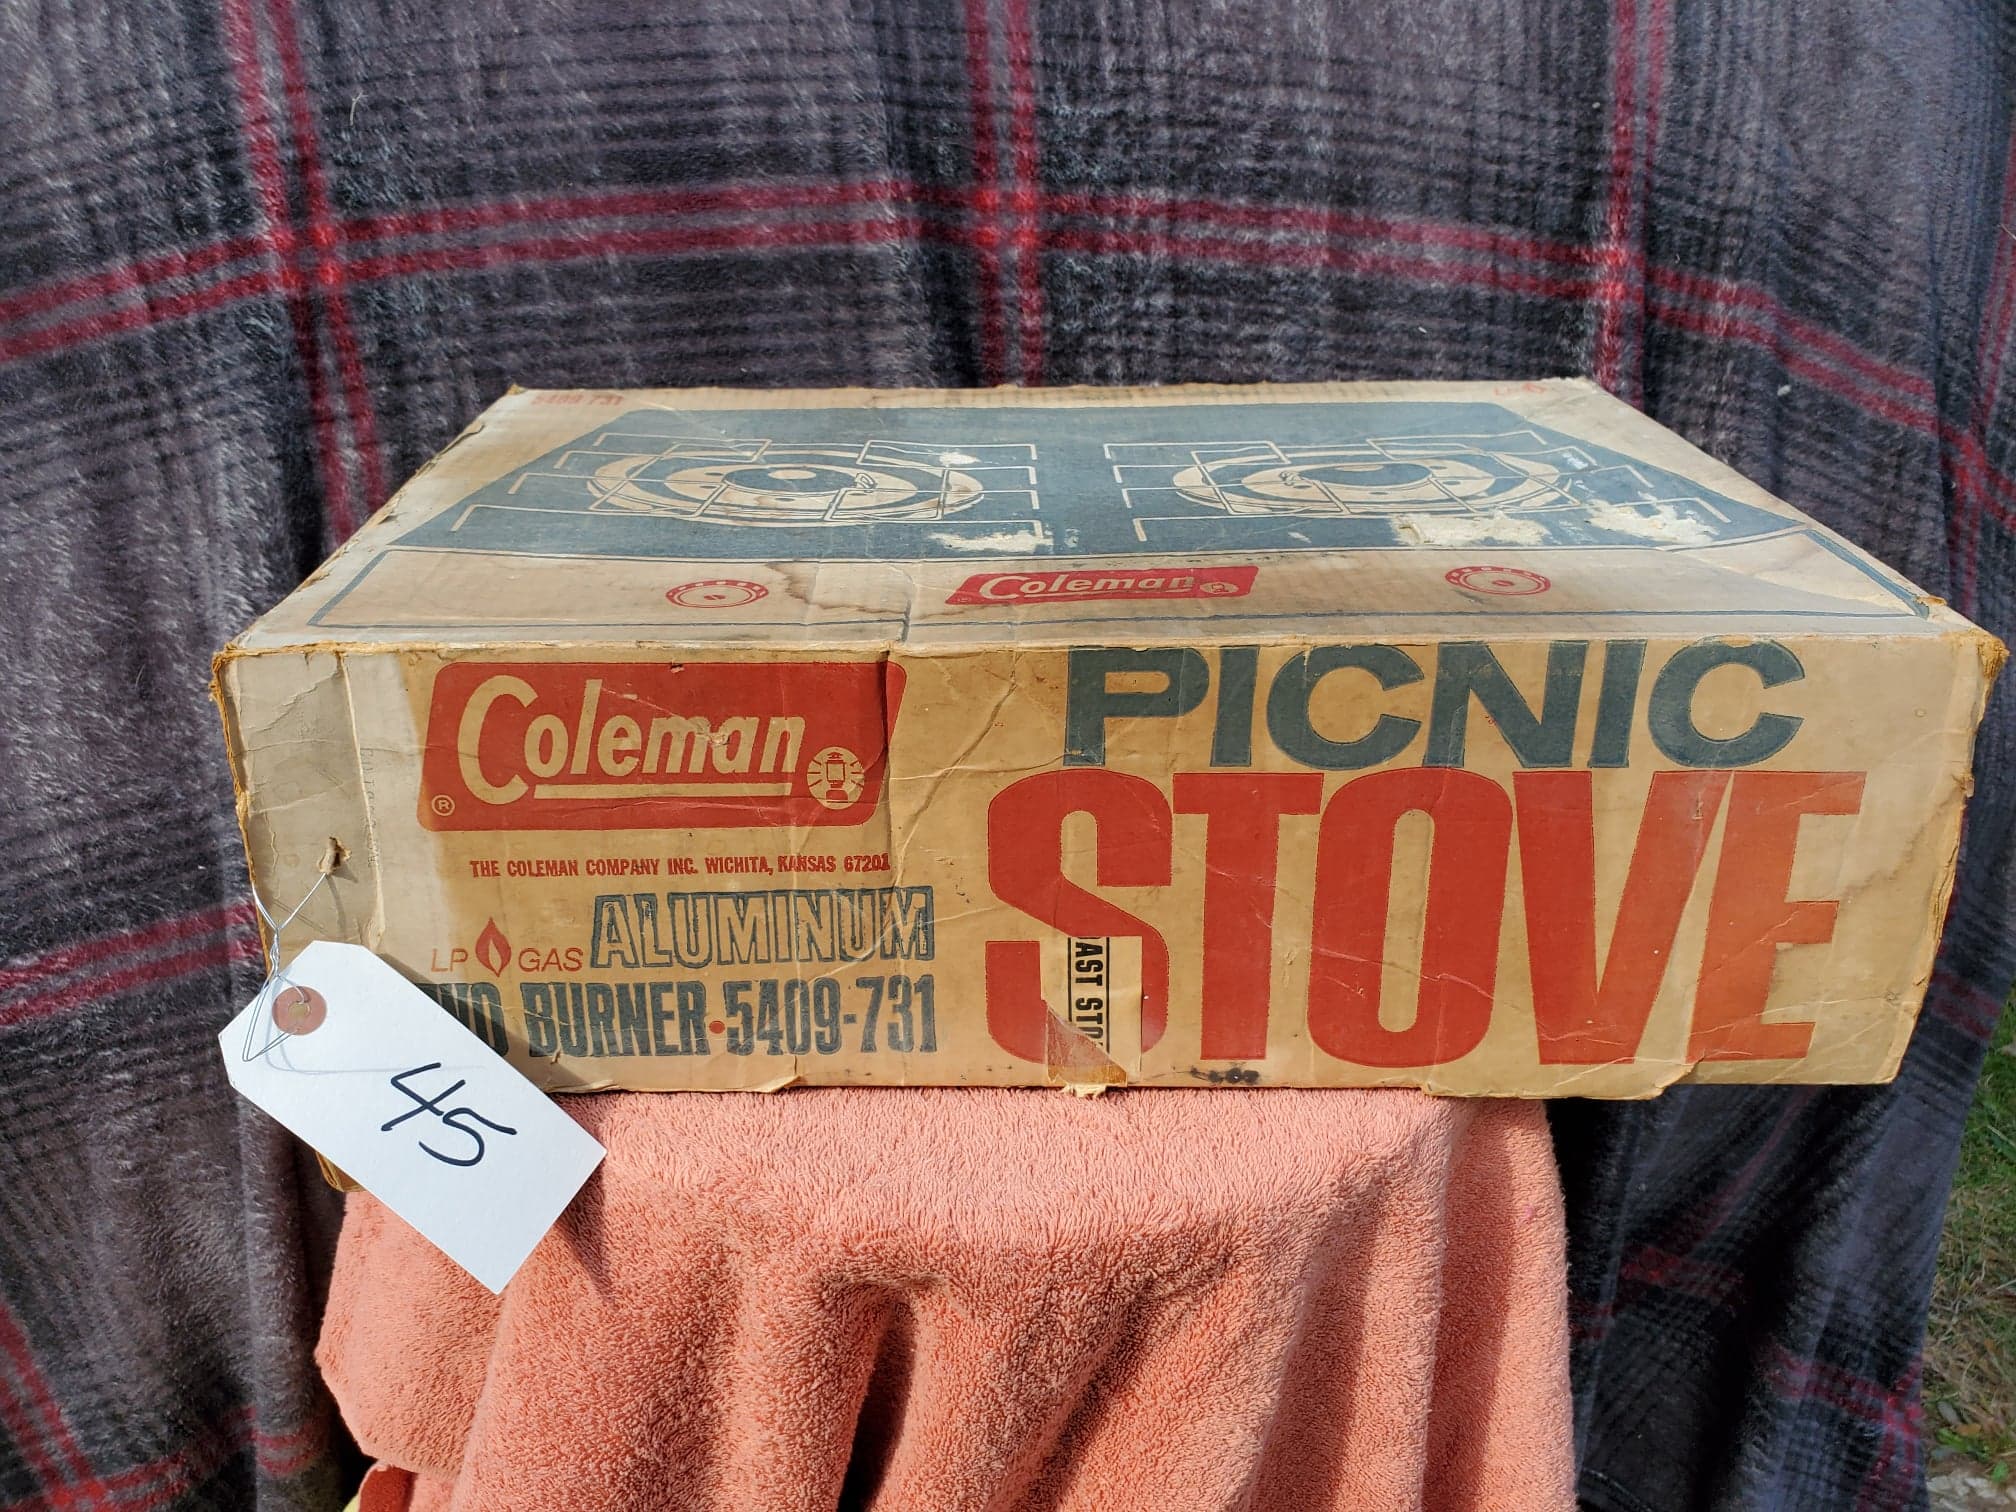 5409-731
Coleman
Coleman
®
THE COLEMAN COMPANY INC. WICHITA, KANSAS 67201
LP GAS ALUMINUM
BURNER•5409-731
PICNIC
STOVE
45